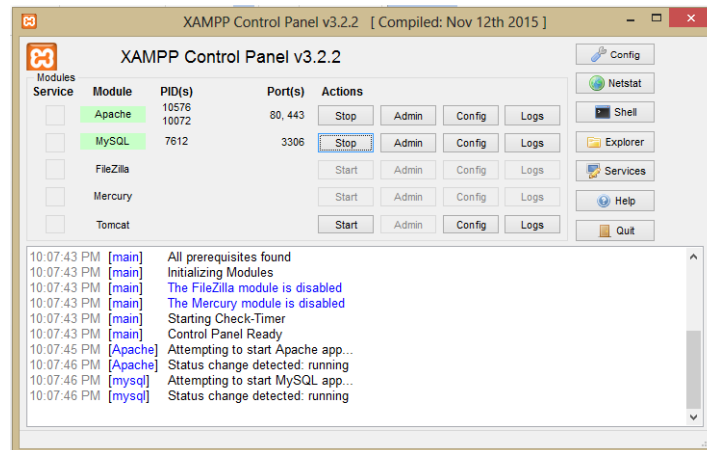 XAMPP Control Panel v3.2.2 [ Compiled: Nov 12th 2015 ]
XAMPP Control Panel v3.2.2
Config
Modules
Service Module PID(s) Port(s) Actions
Netstat
Apache 10576 10072 80, 443 Stop Admin Config Logs
Shell
MySQL 7612 3306 Stop Admin Config Logs
Explorer
FileZilla Start Admin Config Logs
Services
Mercury Start Admin Config Logs
Help
Tomcat Start Admin Config Logs
Quit
10:07:43 PM [main] All prerequisites found
10:07:43 PM [main] Initializing Modules
10:07:43 PM [main] The FileZilla module is disabled
10:07:43 PM [main] The Mercury module is disabled
10:07:43 PM [main] Starting Check-Timer
10:07:43 PM [main] Control Panel Ready
10:07:45 PM [Apache] Attempting to start Apache app...
10:07:46 PM [Apache] Status change detected: running
10:07:46 PM [mysql] Attempting to start MySQL app...
10:07:46 PM [mysql] Status change detected: running